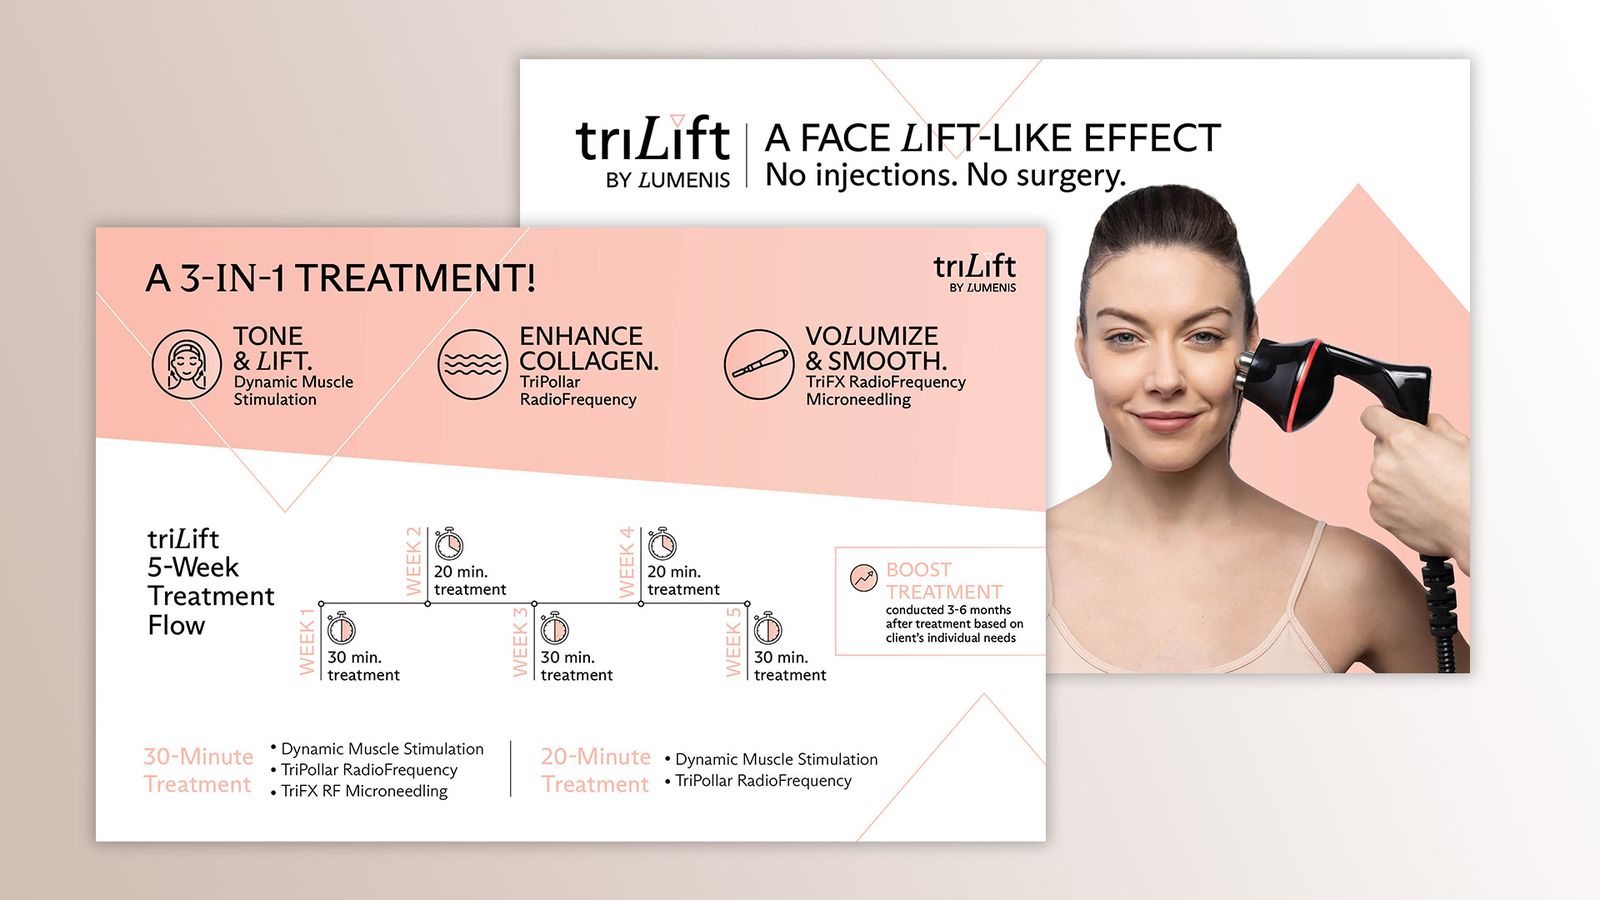 triLift
BY LUMENIS
A FACE LIFT-LIKE EFFECT
No injections. No surgery.
A 3-IN-1 TREATMENT!
triLift
BY LUMENIS
TONE
& LIFT.
Dynamic Muscle
Stimulation
ENHANCE
COLLAGEN.
TriPollar
RadioFrequency
VOLUMIZE
& SMOOTH.
TriFX RadioFrequency
Microneedling
triLift
5-Week
Treatment
Flow
WEEK 1
30 min.
treatment
WEEK 2
20 min.
treatment
WEEK 3
30 min.
treatment
WEEK 4
20 min.
treatment
WEEK 5
30 min.
treatment
BOOST
TREATMENT
conducted 3-6 months
after treatment based on
client's individual needs
30-Minute
Treatment
• Dynamic Muscle Stimulation
• TriPollar RadioFrequency
• TriFX RF Microneedling
20-Minute
Treatment
• Dynamic Muscle Stimulation
• TriPollar RadioFrequency